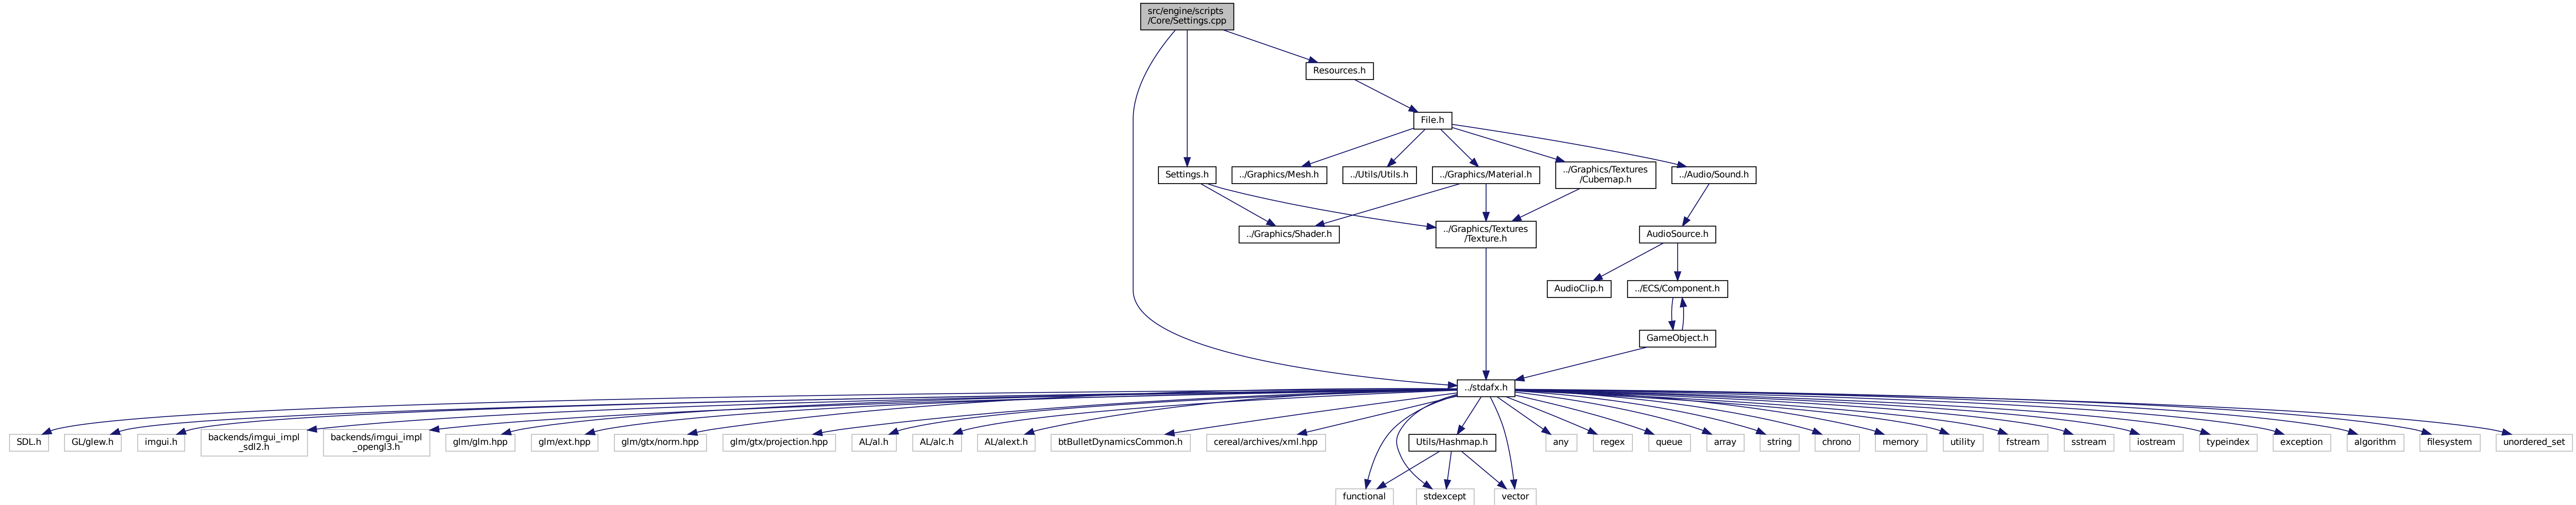 src/engine/scripts
/Core/Settings.cpp
Resources.h
File.h
Settings.h
../Graphics/Mesh.h
../Utils/Utils.h
../Graphics/Material.h
../Graphics/Textures
/Cubemap.h
../Audio/Sound.h
../Graphics/Shader.h
../Graphics/Textures
/Texture.h
AudioSource.h
AudioClip.h
../ECS/Component.h
GameObject.h
../stdafx.h
SDL.h
GL/glew.h
imgui.h
backends/imgui_impl
_sdl2.h
backends/imgui_impl
_opengl3.h
glm/glm.hpp
glm/ext.hpp
glm/gtx/norm.hpp
glm/gtx/projection.hpp
AL/al.h
AL/alc.h
AL/alext.h
btBulletDynamicsCommon.h
cereal/archives/xml.hpp
Utils/Hashmap.h
any
regex
queue
array
string
chrono
memory
utility
fstream
sstream
iostream
typeindex
exception
algorithm
filesystem
unordered_set
functional
stdexcept
vector